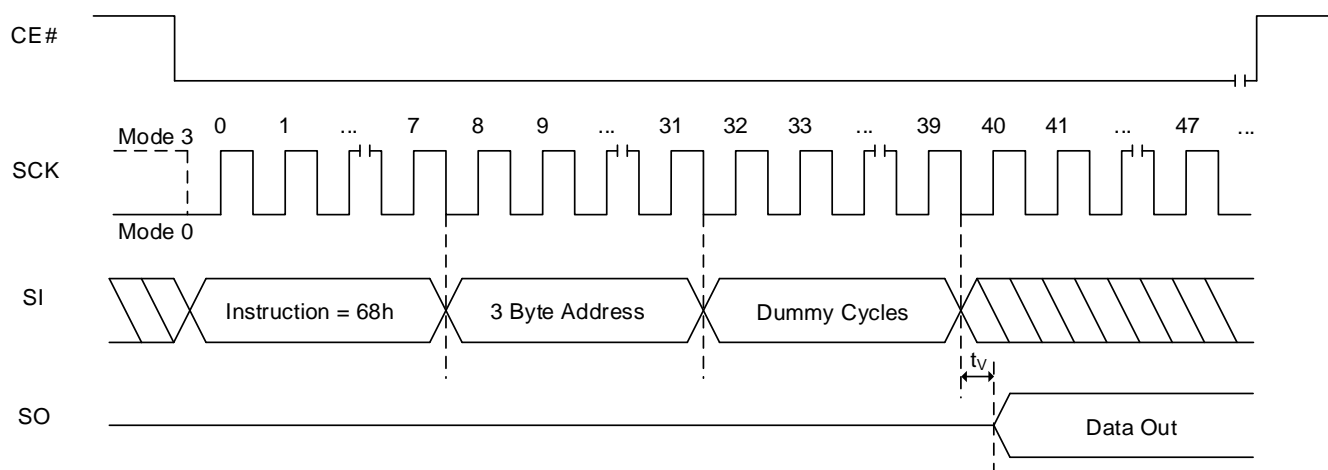 CE#
Mode 3 0 1 ... 7 8 9 ... 31 32 33 ... 39 40 41 ... 47 ...
SCK
Mode 0
SI Instruction = 68h 3 Byte Address Dummy Cycles
tV
SO Data Out